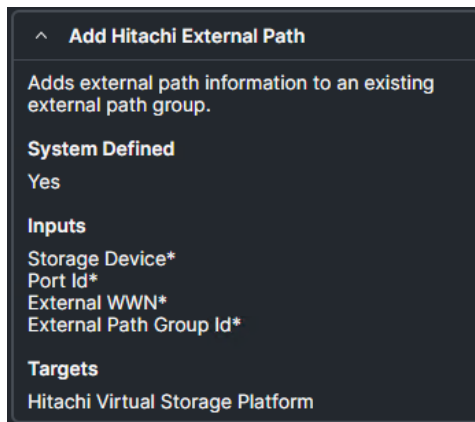 Add Hitachi External Path
Adds external path information to an existing
external path group.
System Defined
Yes
Inputs
Storage Device*
Port Id*
External WWN*
External Path Group Id*
Targets
Hitachi Virtual Storage Platform